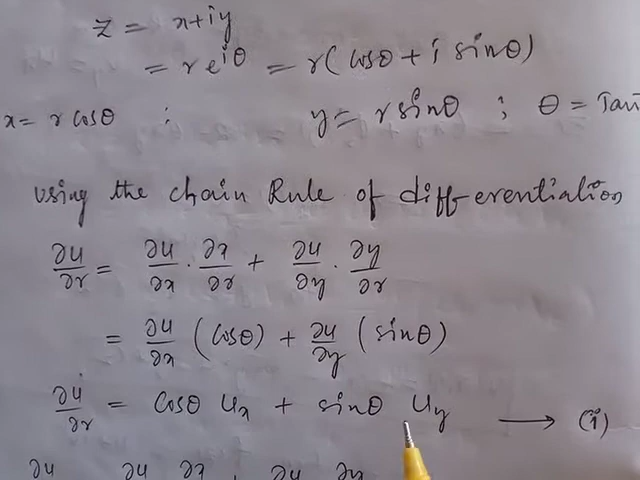 z = x+iy
= re^{iθ} = r(cosθ + i sinθ)
x = r cosθ ; y = r sinθ ; θ = Tan
using the chain Rule of differentiation
∂u/∂r = ∂u/∂x · ∂x/∂r + ∂u/∂y · ∂y/∂r
= ∂u/∂x (cosθ) + ∂u/∂y (sinθ)
∂u/∂r = cosθ u_x + sinθ u_y → (i)
∂u ∂u ∂x ∂u ∂y